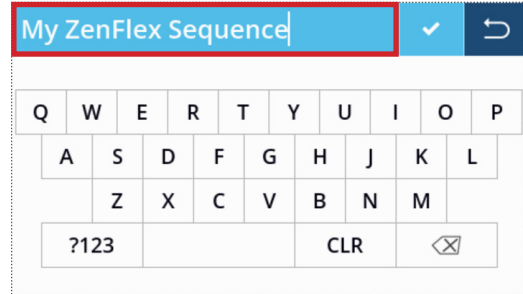 My ZenFlex Sequence
Q W E R T Y U I O P
A S D F G H J K L
Z X C V B N M
?123 CLR